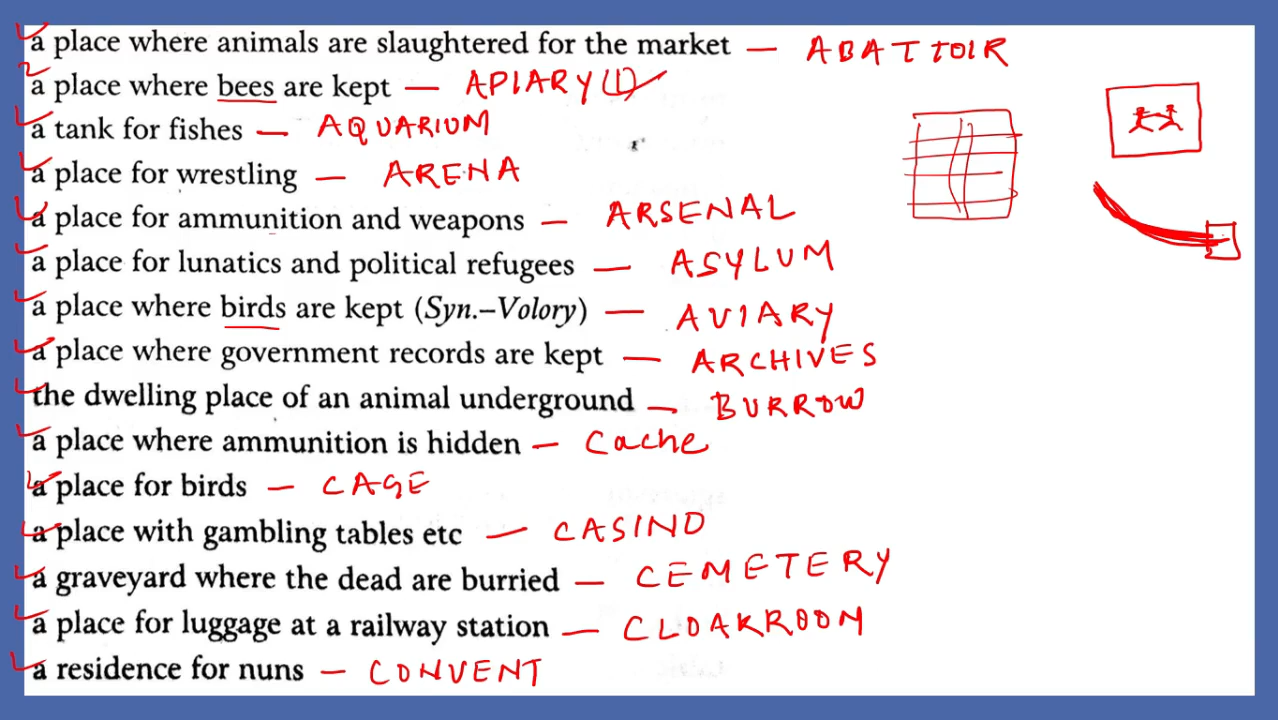 a place where animals are slaughtered for the market — ABATTOIR
2 a place where bees are kept — APIARY (1)
a tank for fishes — AQUARIUM
a place for wrestling — ARENA
a place for ammunition and weapons — ARSENAL
a place for lunatics and political refugees — ASYLUM
a place where birds are kept (Syn.–Volory) — AVIARY
a place where government records are kept — ARCHIVES
the dwelling place of an animal underground — BURROW
a place where ammunition is hidden — Cache
a place for birds — CAGE
a place with gambling tables etc — CASINO
a graveyard where the dead are burried — CEMETERY
a place for luggage at a railway station — CLOAKROOM
a residence for nuns — CONVENT